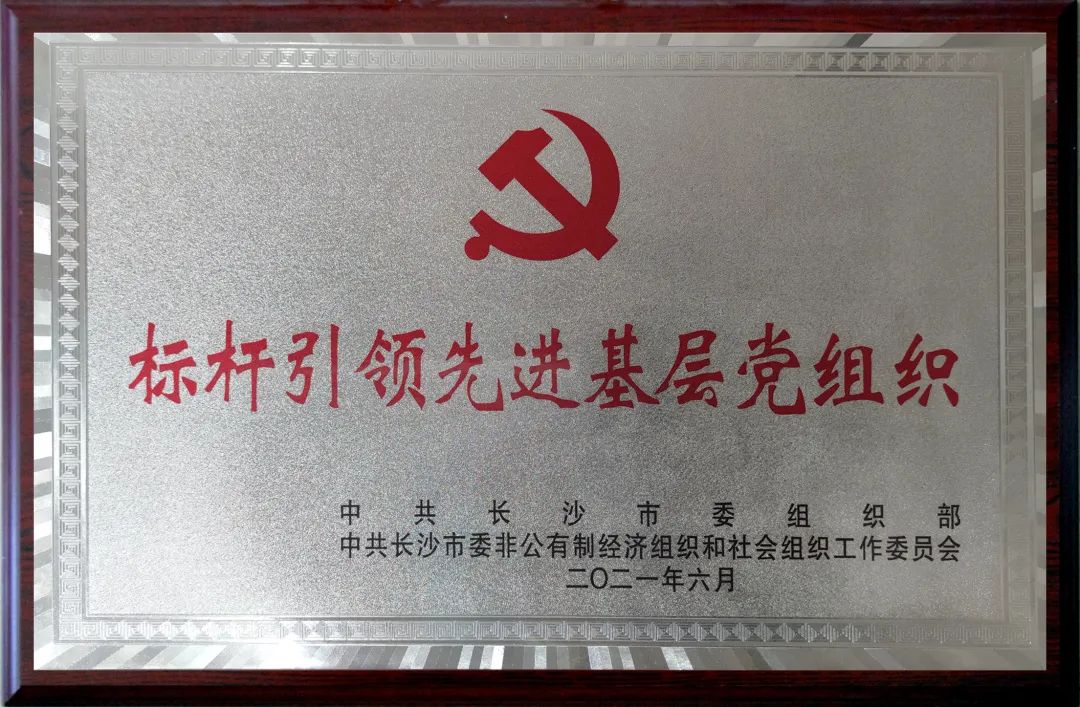 标杆引领先进基层党组织
中共长沙市委组织部
中共长沙市委非公有制经济组织和社会组织工作委员会
二〇二一年六月